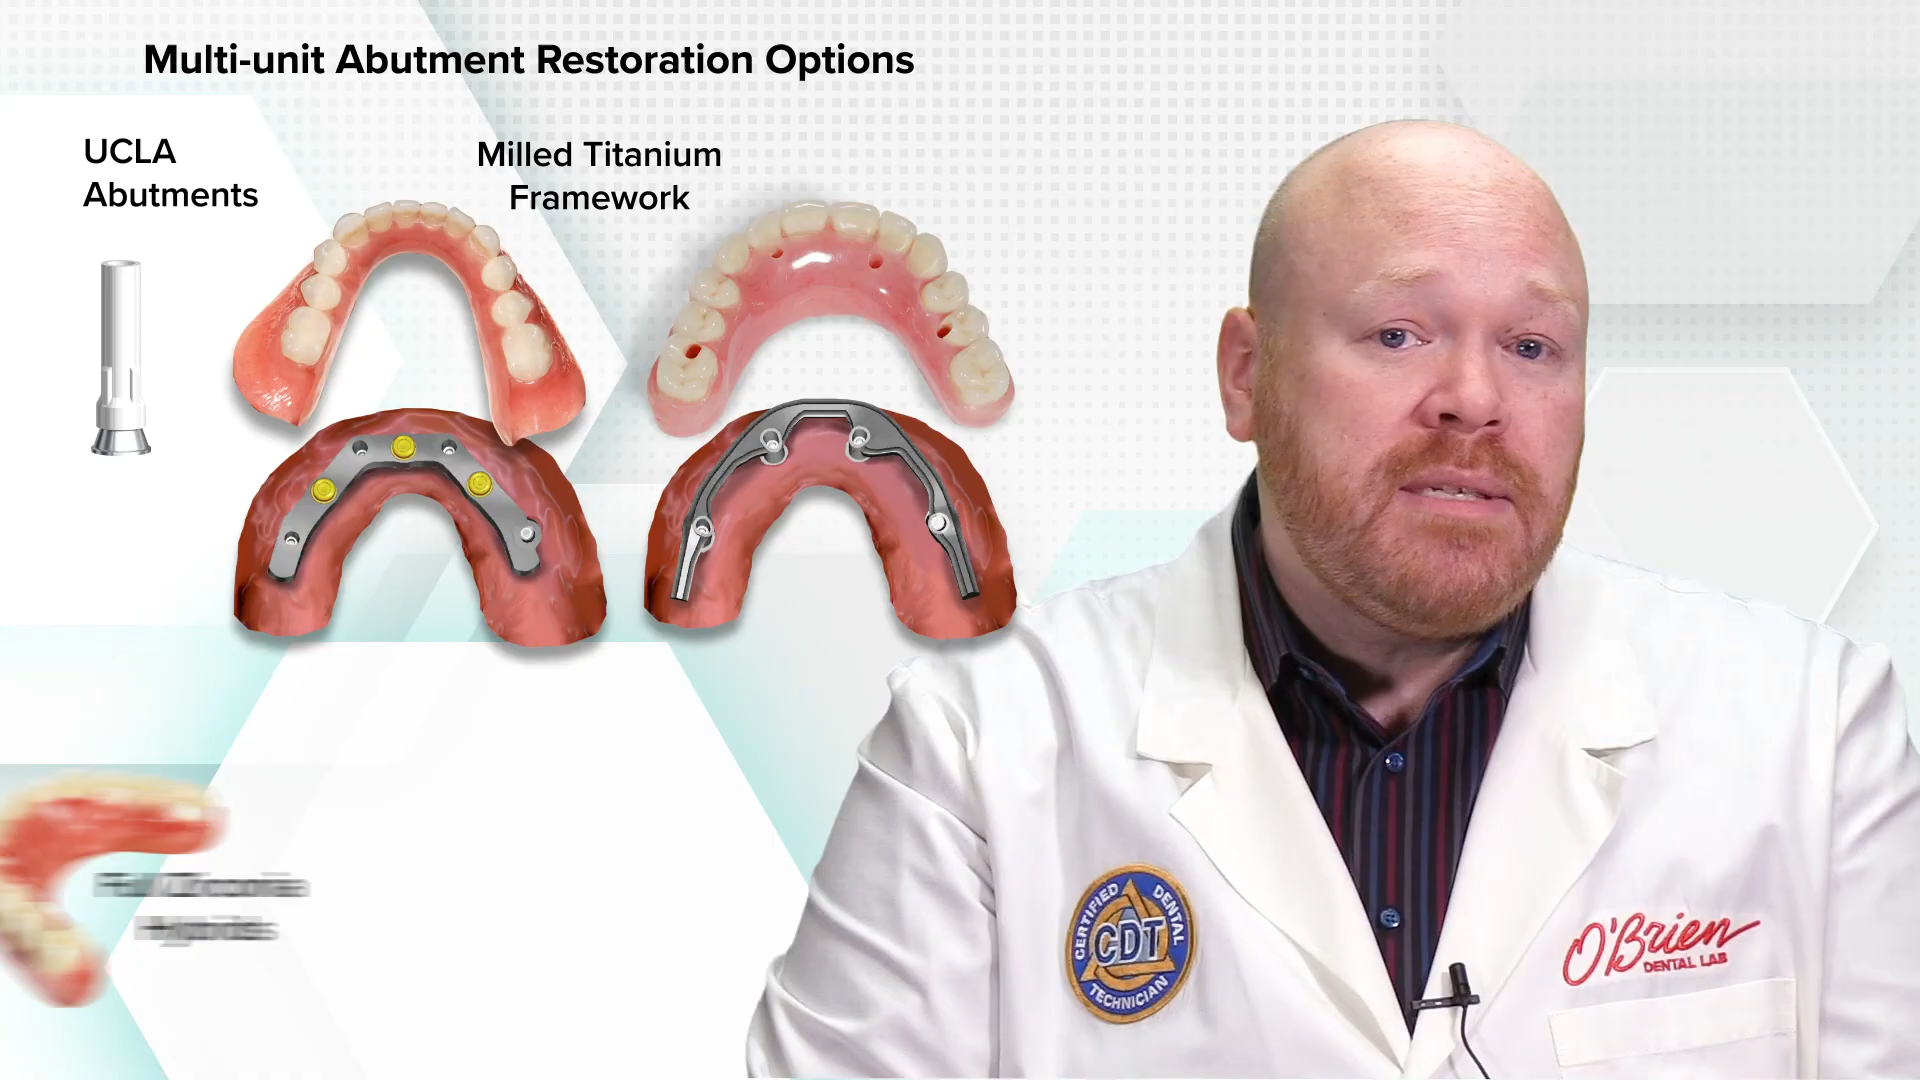 Multi-unit Abutment Restoration Options
UCLA
Abutments
Milled Titanium
Framework
CERTIFIED DENTAL
CDT
TECHNICIAN
O'Brien
DENTAL LAB